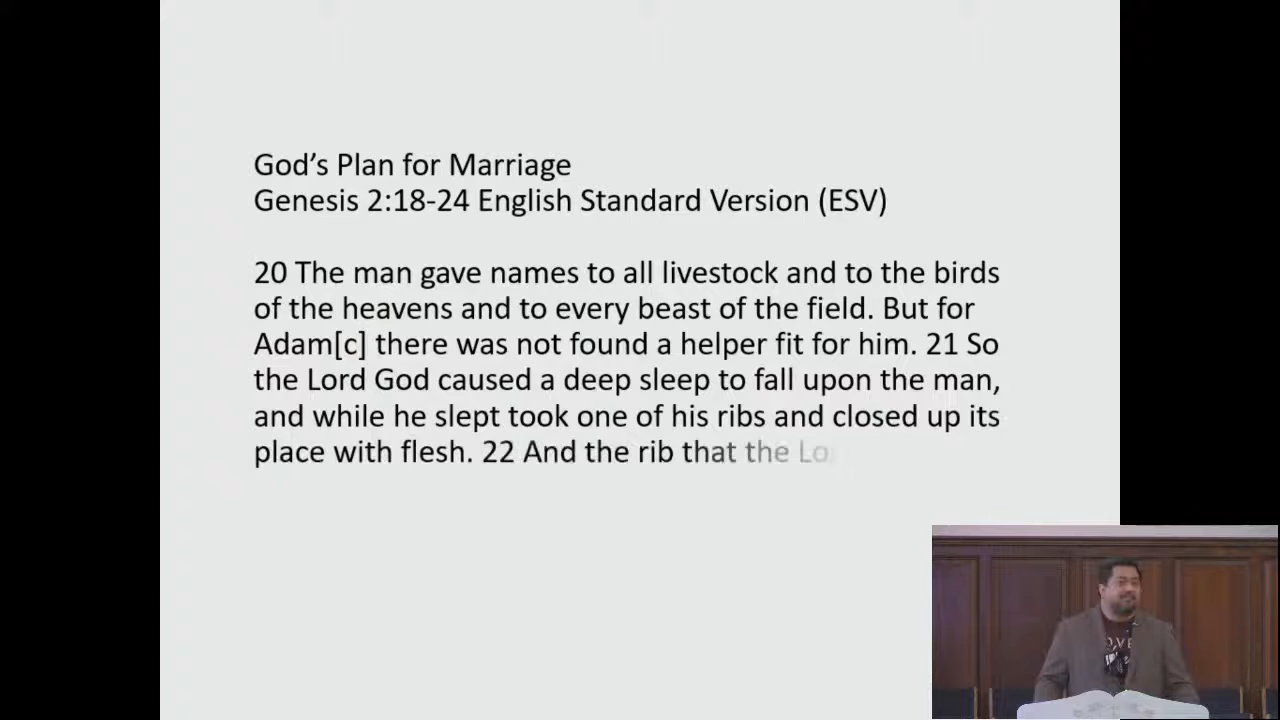 God’s Plan for Marriage
Genesis 2:18-24 English Standard Version (ESV)
20 The man gave names to all livestock and to the birds
of the heavens and to every beast of the field. But for
Adam[c] there was not found a helper fit for him. 21 So
the Lord God caused a deep sleep to fall upon the man,
and while he slept took one of his ribs and closed up its
place with flesh. 22 And the rib that the Lo